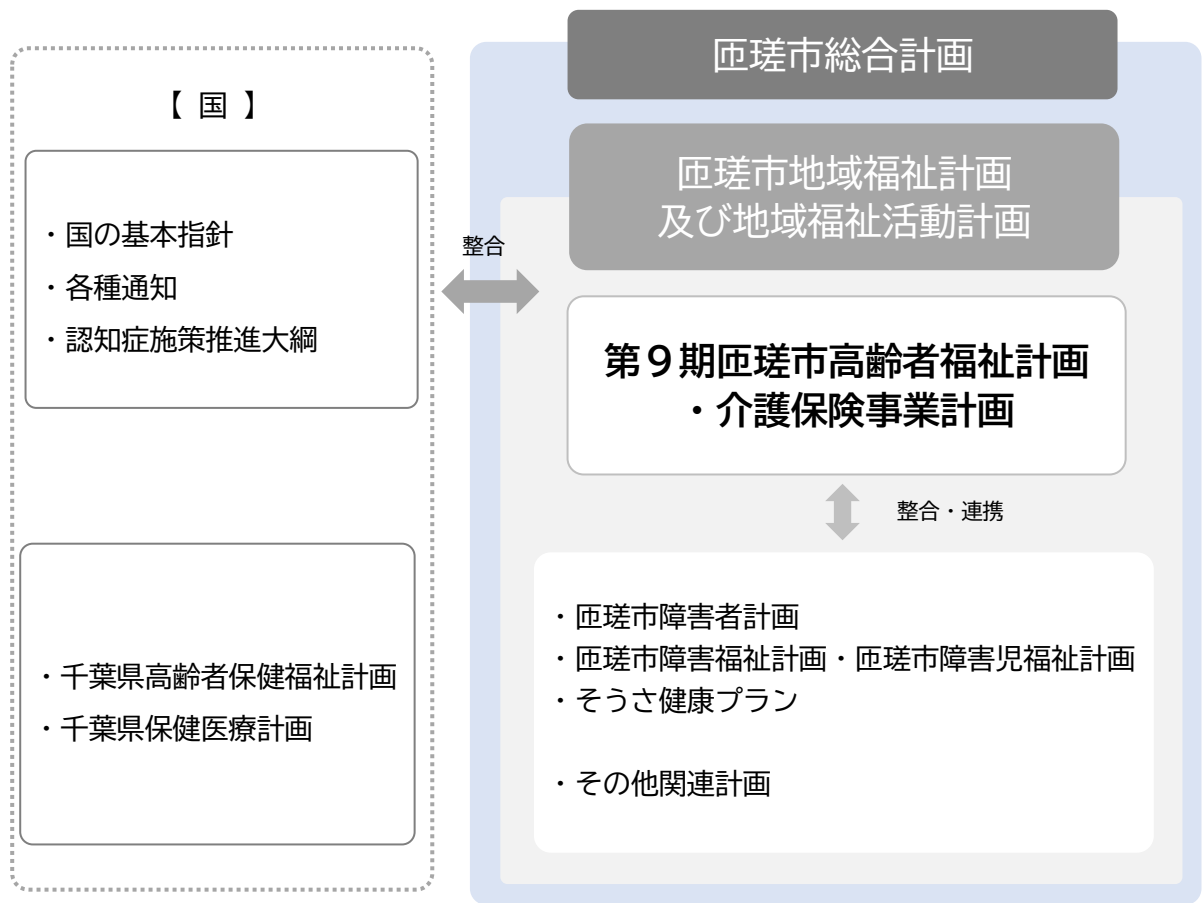 【 国 】
・国の基本指針
・各種通知
・認知症施策推進大綱
・千葉県高齢者保健福祉計画
・千葉県保健医療計画
整合
匝瑳市総合計画
匝瑳市地域福祉計画
及び地域福祉活動計画
第９期匝瑳市高齢者福祉計画
・介護保険事業計画
整合・連携
・匝瑳市障害者計画
・匝瑳市障害福祉計画・匝瑳市障害児福祉計画
・そうさ健康プラン
・その他関連計画